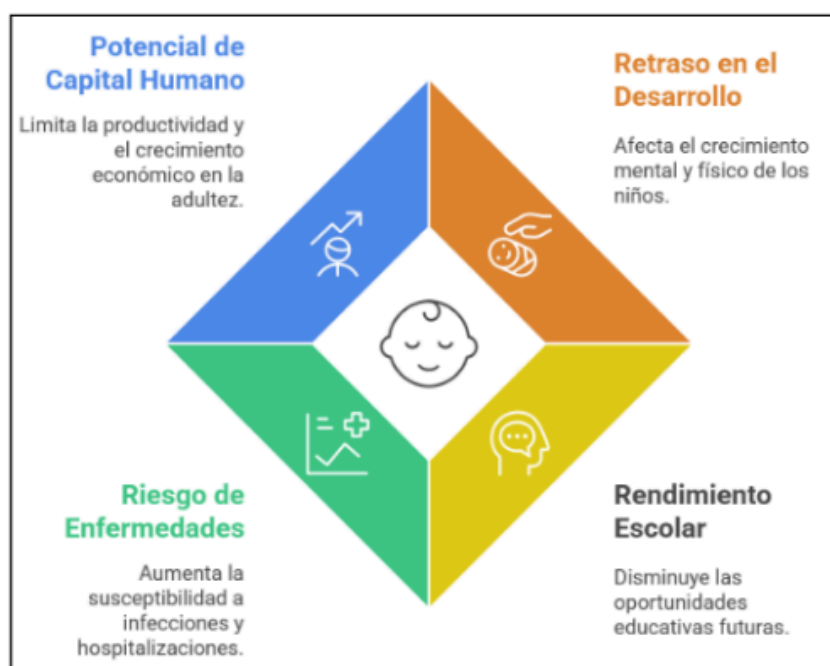 Potencial de
Capital Humano
Limita la productividad y
el crecimiento
económico en la
adultez.
Retraso en el
Desarrollo
Afecta el crecimiento
mental y físico de los
niños.
Riesgo de
Enfermedades
Aumenta la
susceptibilidad a
infecciones y
hospitalizaciones.
Rendimiento
Escolar
Disminuye las
oportunidades
educativas futuras.